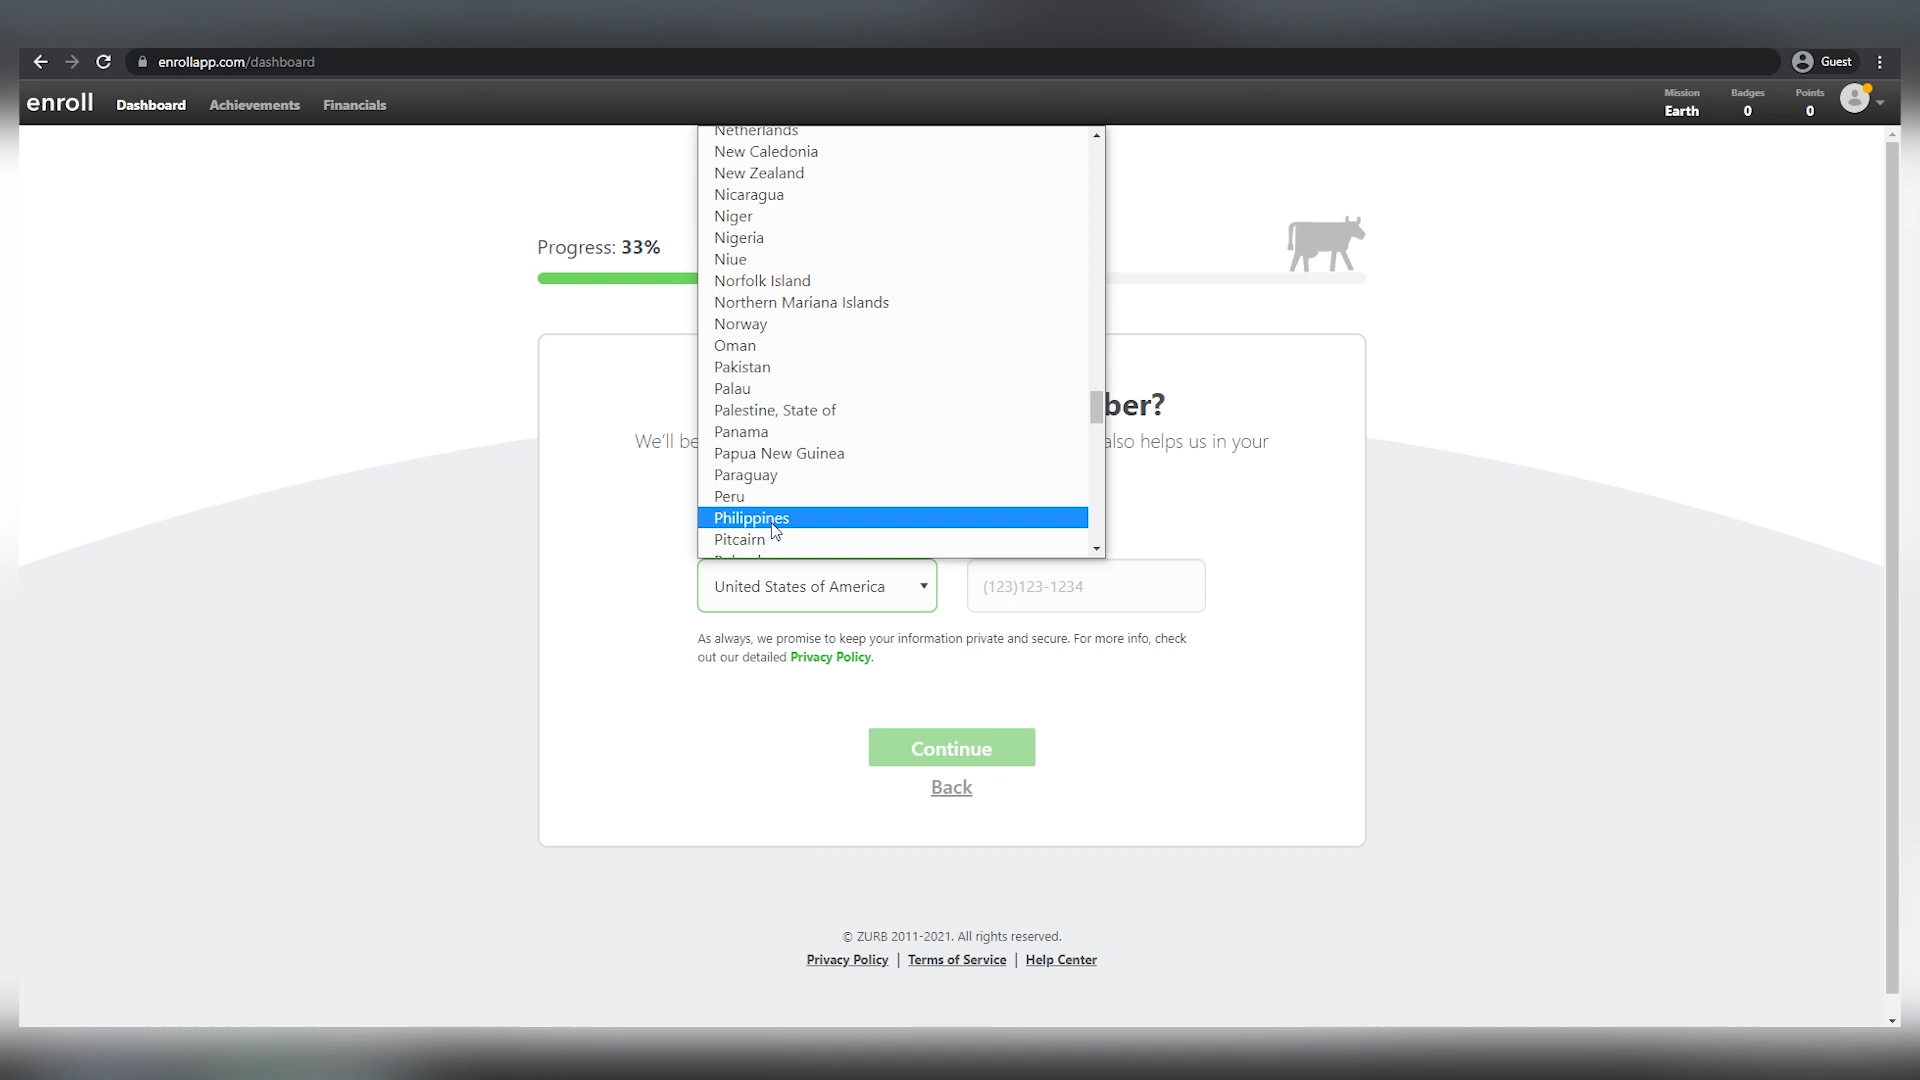 enrollapp.com/dashboard
Guest
enroll Dashboard Achievements Financials
Mission Badges Points
Earth 0 0
Netherlands
New Caledonia
New Zealand
Nicaragua
Niger
Nigeria
Niue
Norfolk Island
Northern Mariana Islands
Norway
Oman
Pakistan
Palau
Palestine, State of
Panama
Papua New Guinea
Paraguay
Peru
Philippines
Pitcairn
Progress: 33%
ber?
We'll be also helps us in your
United States of America (123)123-1234
As always, we promise to keep your information private and secure. For more info, check
out our detailed Privacy Policy.
Continue
Back
© ZURB 2011-2021. All rights reserved.
Privacy Policy | Terms of Service | Help Center